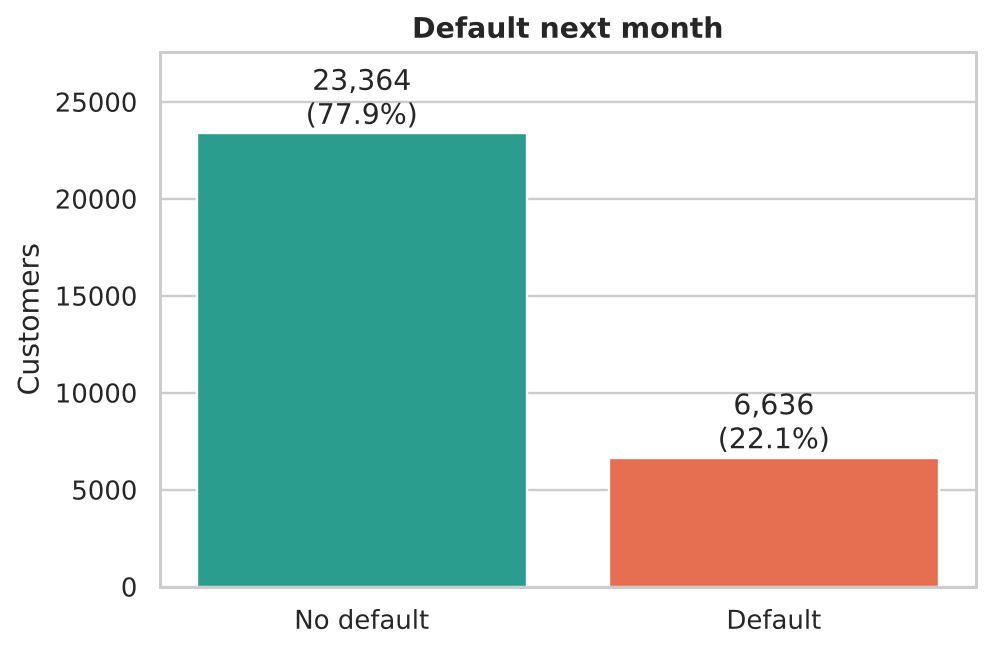 Default next month
23,364
(77.9%)
6,636
(22.1%)
25000
20000
15000
10000
5000
0
Customers
No default
Default